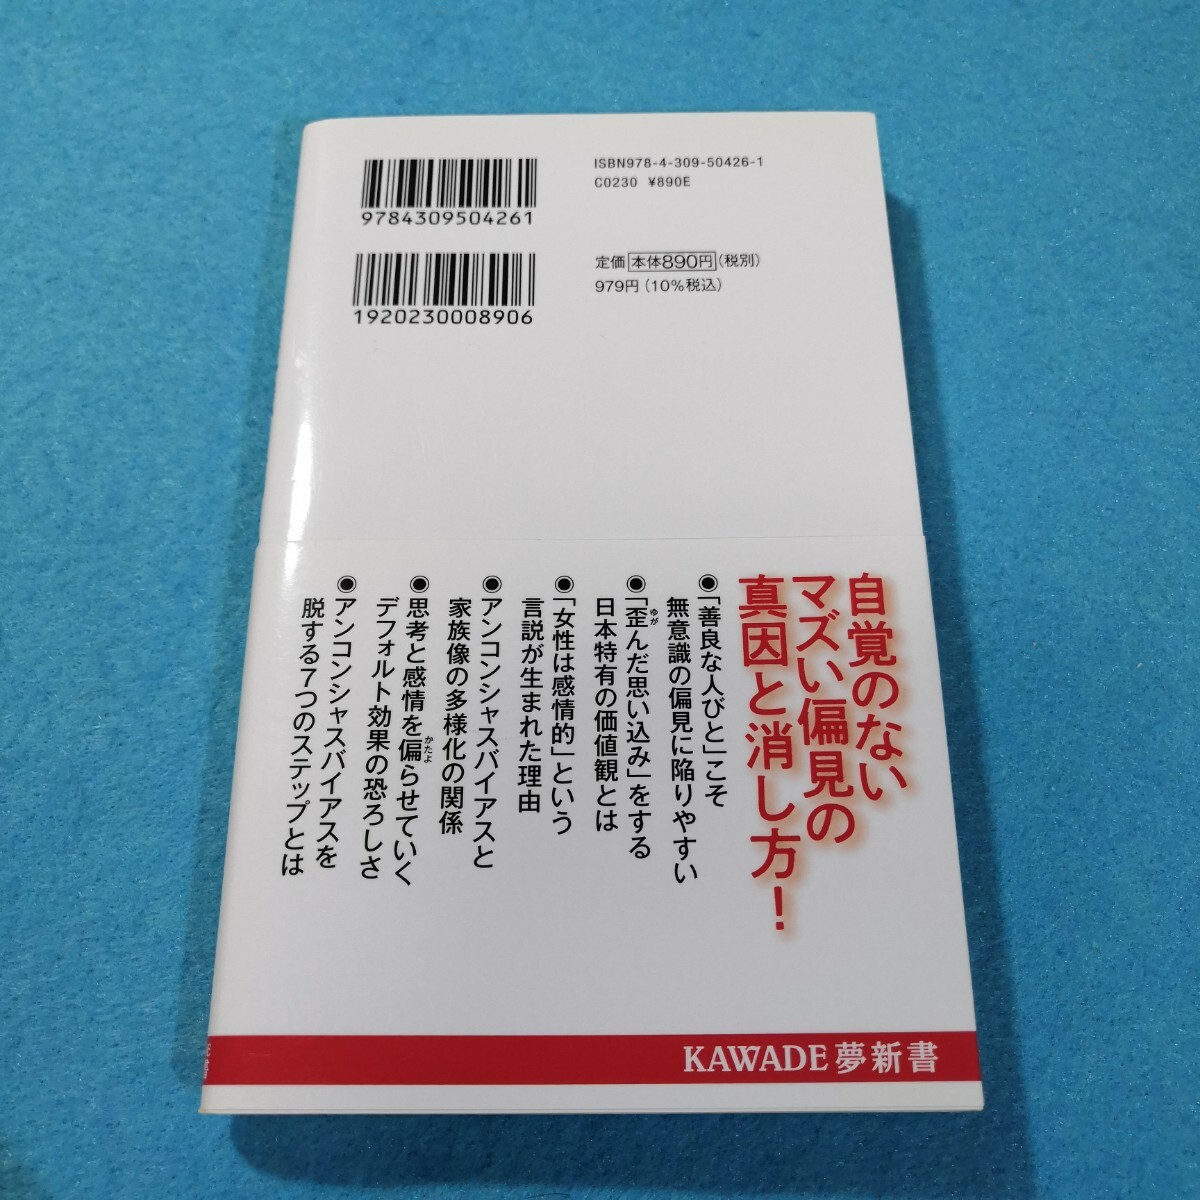 ISBN978-4-309-50426-1
C0230 ¥890E
9784309504261
定価 本体890円 (税別)
979円 (10%税込)
1920230008906
自覚のない
マズい偏見の
真因と消し方!
◉「善良な人びと」こそ
無意識の偏見に陥りやすい
◉「歪んだ思い込み」をする
ゆが
日本特有の価値観とは
◉「女性は感情的」という
言説が生まれた理由
◉アンコンシャスバイアスと
家族像の多様化の関係
◉思考と感情を偏らせていく
かたよ
デフォルト効果の恐ろしさ
◉アンコンシャスバイアスを
脱する7つのステップとは
KAWADE夢新書